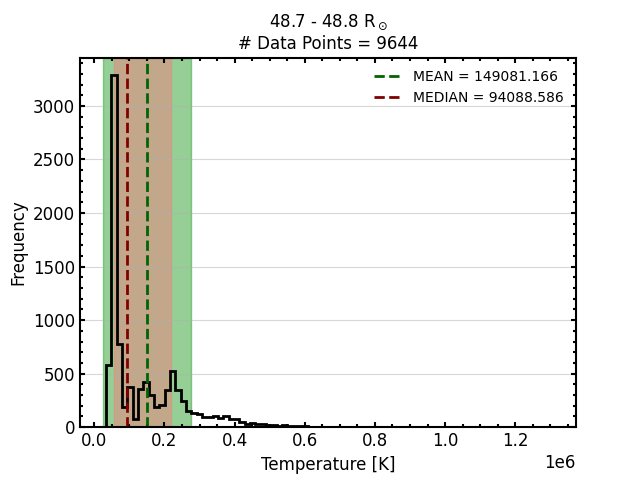 48.7 - 48.8 R⊙
# Data Points = 9644
MEAN = 149081.166
MEDIAN = 94088.586
Frequency
3000
2500
2000
1500
1000
500
0
0.0 0.2 0.4 0.6 0.8 1.0 1.2
1e6
Temperature [K]